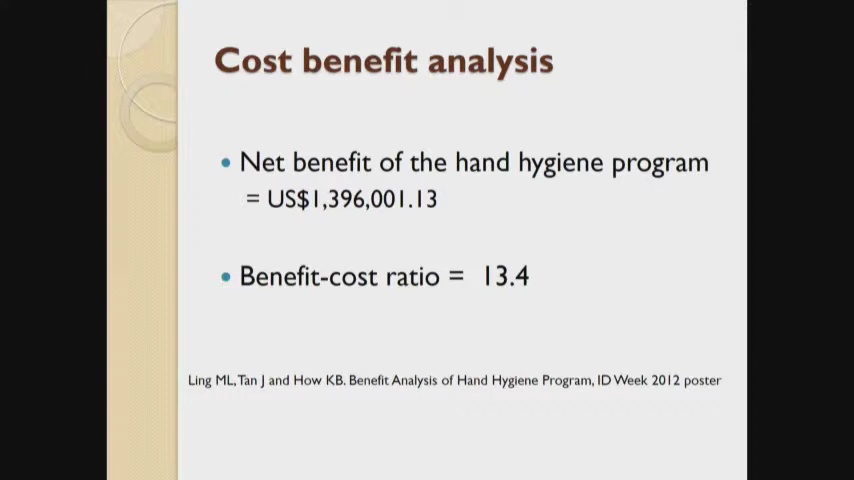 Cost benefit analysis
• Net benefit of the hand hygiene program
= US$1,396,001.13
• Benefit-cost ratio = 13.4
Ling ML, Tan J and How KB. Benefit Analysis of Hand Hygiene Program, ID Week 2012 poster